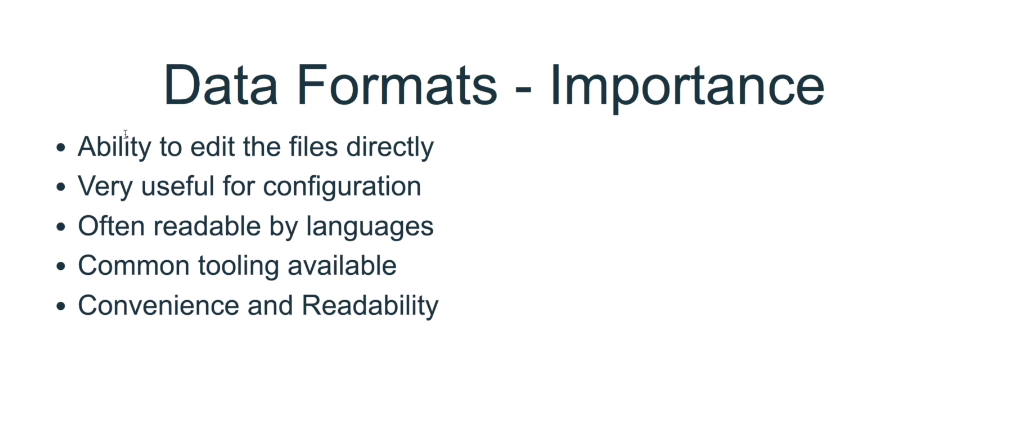 Data Formats - Importance
• Ability to edit the files directly
• Very useful for configuration
• Often readable by languages
• Common tooling available
• Convenience and Readability